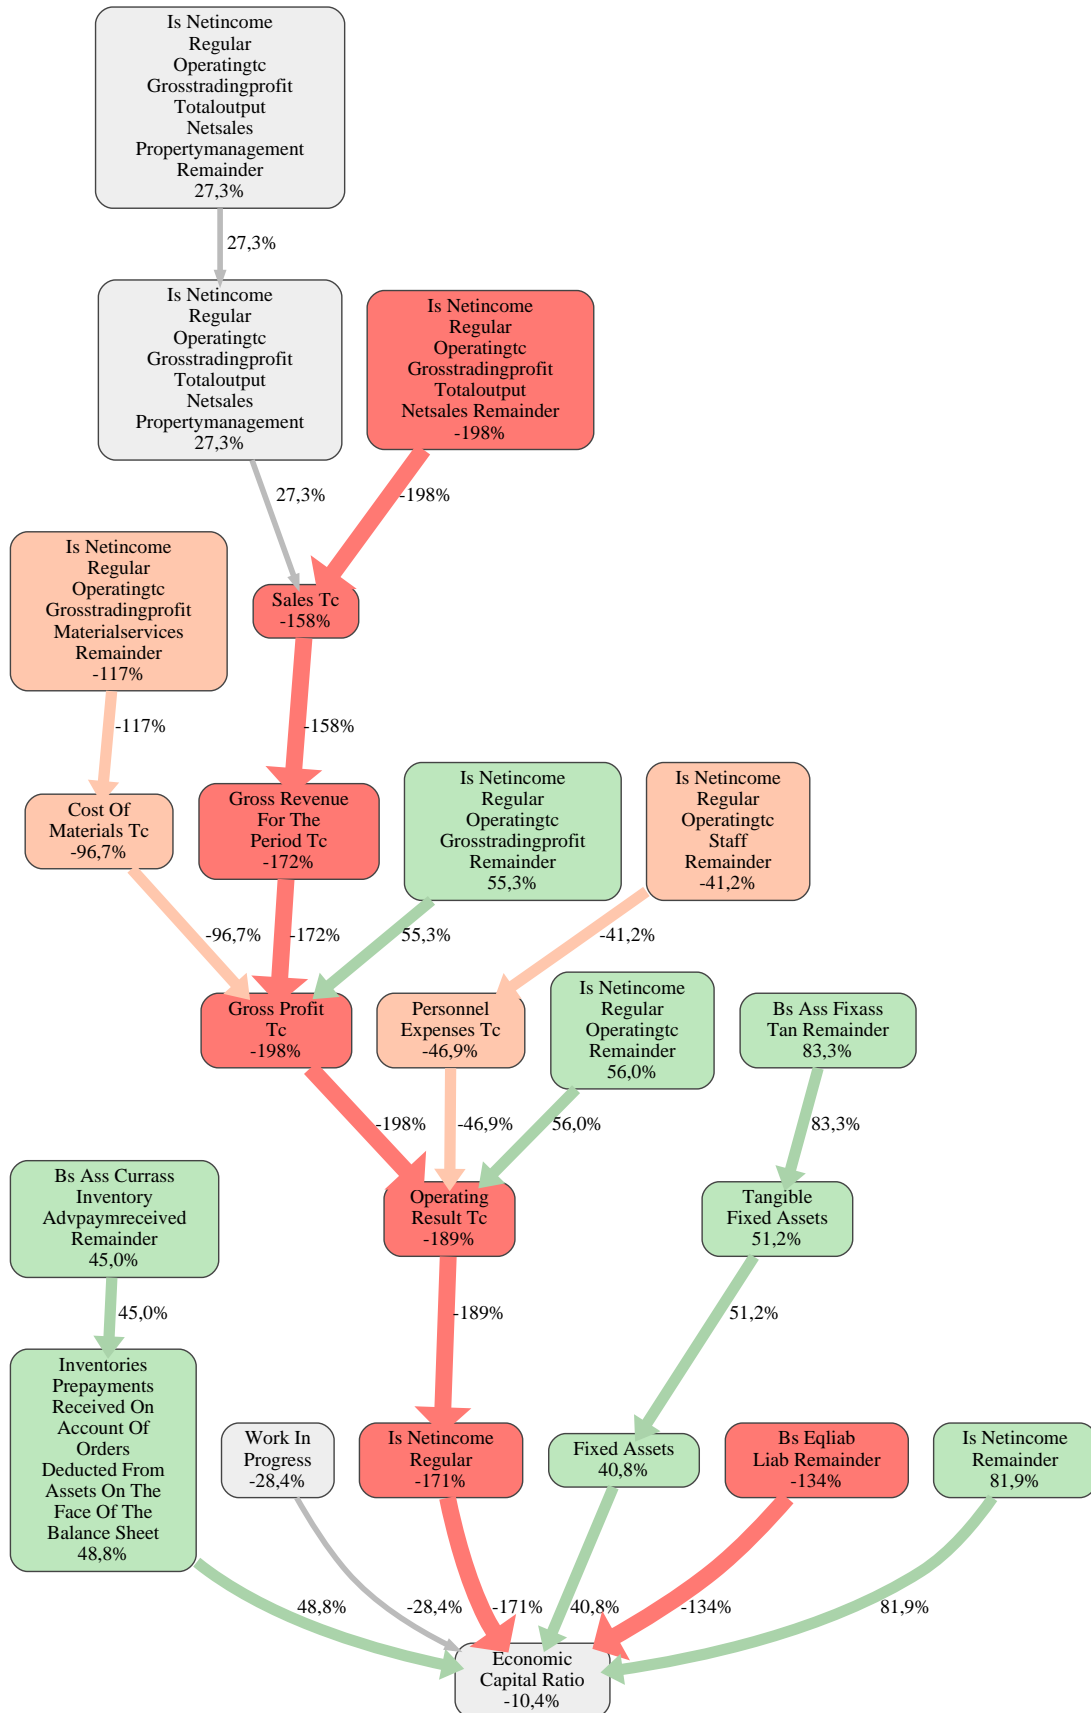 Is Netincome
Regular
Operatingtc
Grosstradingprofit
Totaloutput
Netsales
Propertymanagement
Remainder
27,3%
27,3%
Is Netincome
Regular
Operatingtc
Grosstradingprofit
Totaloutput
Netsales
Propertymanagement
27,3%
Is Netincome
Regular
Operatingtc
Grosstradingprofit
Totaloutput
Netsales Remainder
-198%
27,3%
-198%
Is Netincome
Regular
Operatingtc
Grosstradingprofit
Materialservices
Remainder
-117%
Sales Tc
-158%
-117%
-158%
Cost Of
Materials Tc
-96,7%
Gross Revenue
For The
Period Tc
-172%
Is Netincome
Regular
Operatingtc
Grosstradingprofit
Remainder
55,3%
Is Netincome
Regular
Operatingtc
Staff
Remainder
-41,2%
-96,7%
-172%
55,3%
-41,2%
Gross Profit
Tc
-198%
Personnel
Expenses Tc
-46,9%
Is Netincome
Regular
Operatingtc
Remainder
56,0%
Bs Ass Fixass
Tan Remainder
83,3%
-198%
-46,9%
56,0%
83,3%
Bs Ass Currass
Inventory
Advpaymreceived
Remainder
45,0%
Operating
Result Tc
-189%
Tangible
Fixed Assets
51,2%
45,0%
-189%
51,2%
Inventories
Prepayments
Received On
Account Of
Orders
Deducted From
Assets On The
Face Of The
Balance Sheet
48,8%
Work In
Progress
-28,4%
Is Netincome
Regular
-171%
Fixed Assets
40,8%
Bs Eqliab
Liab Remainder
-134%
Is Netincome
Remainder
81,9%
48,8%
-28,4%
-171%
40,8%
-134%
81,9%
Economic
Capital Ratio
-10,4%